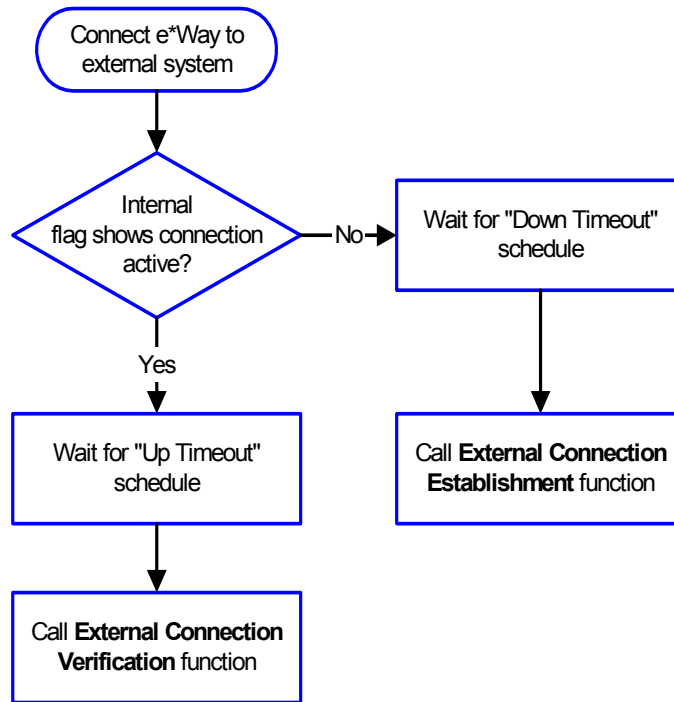 Connect e*Way to
external system
Internal
flag shows connection
active?
No
Wait for "Down Timeout"
schedule
Yes
Wait for "Up Timeout"
schedule
Call External Connection
Establishment function
Call External Connection
Verification function